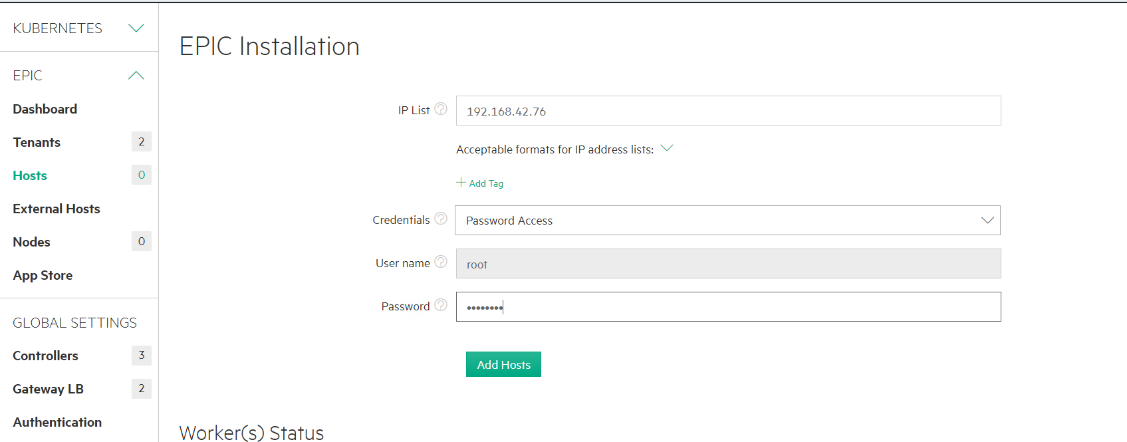 KUBERNETES
EPIC
Dashboard
Tenants 2
Hosts 0
External Hosts
Nodes 0
App Store
GLOBAL SETTINGS
Controllers 3
Gateway LB 2
Authentication
EPIC Installation
IP List ? 192.168.42.76
Acceptable formats for IP address lists:
+ Add Tag
Credentials ? Password Access
User name ? root
Password ? ••••••••
Add Hosts
Worker(s) Status